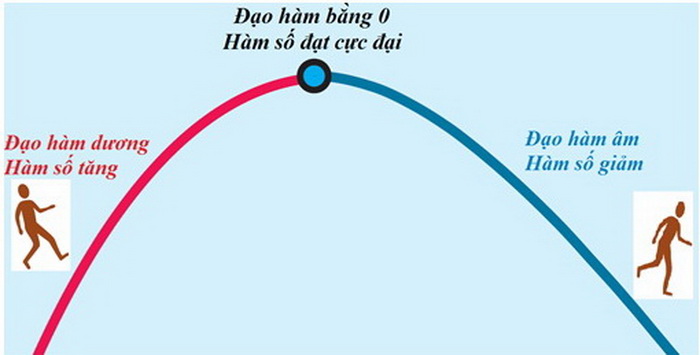 Đạo hàm bằng 0
Hàm số đạt cực đại
Đạo hàm dương
Hàm số tăng
Đạo hàm âm
Hàm số giảm